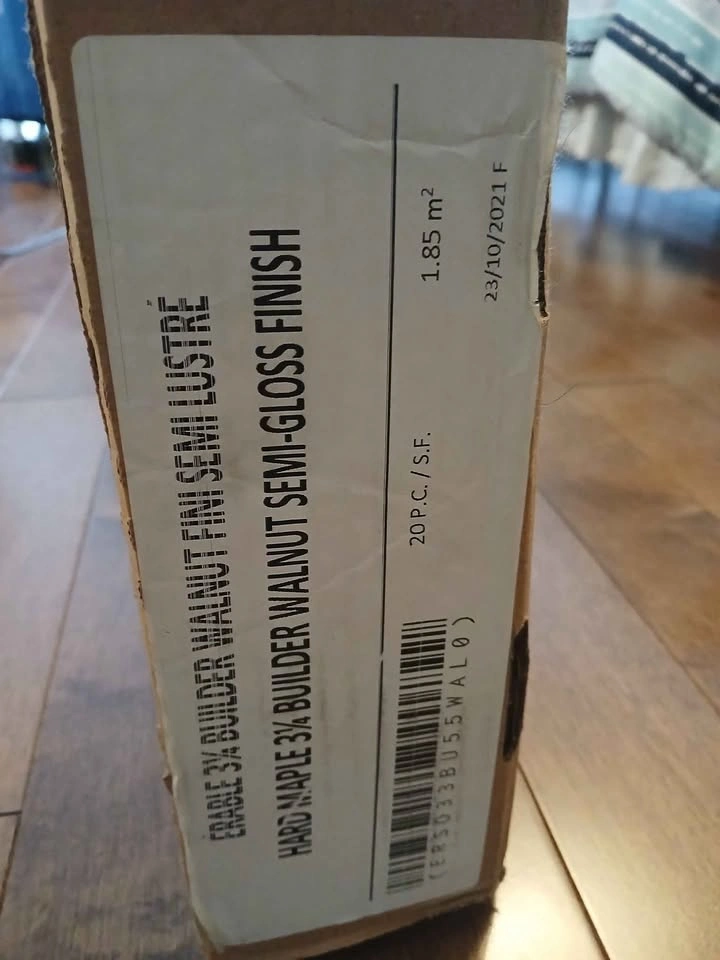 ÉRABLE 3¼ BUILDER WALNUT FINI SEMI LUSTRÉ
HARD MAPLE 3¼ BUILDER WALNUT SEMI-GLOSS FINISH
20 P.C. / S.F. 1.85 m²
(ERSO33BU55WAL0)
23/10/2021 F